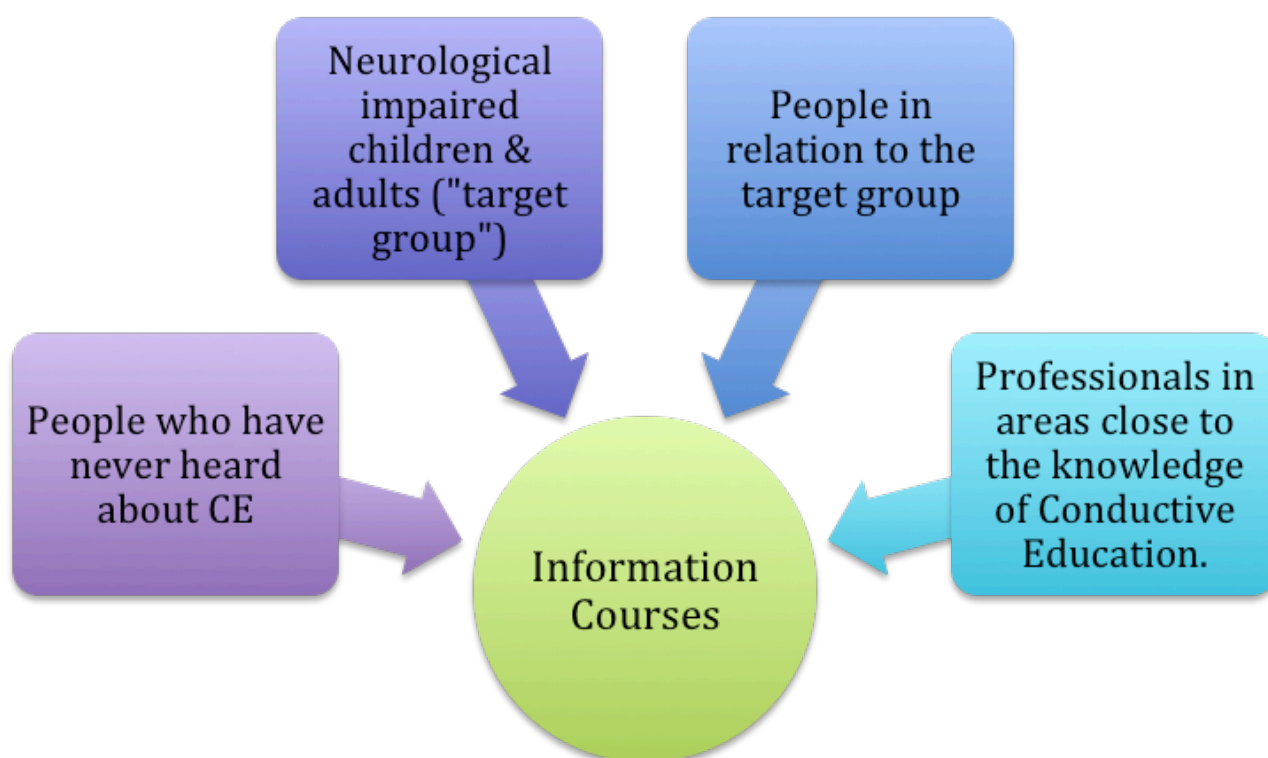 Neurological
impaired
children &
adults ("target
group")
People in
relation to the
target group
People who have
never heard
about CE
Professionals in
areas close to
the knowledge
of Conductive
Education.
Information
Courses